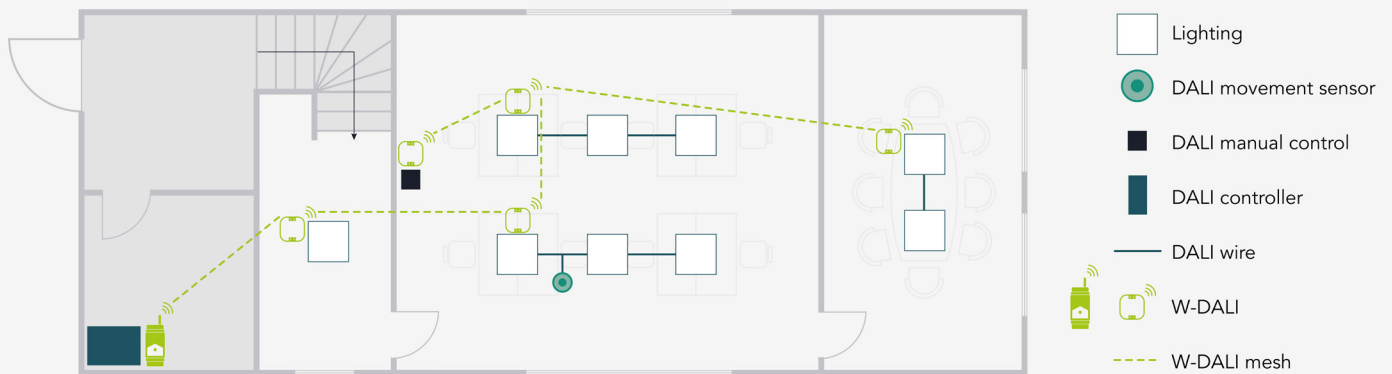 Lighting
DALI movement sensor
DALI manual control
DALI controller
DALI wire
W-DALI
W-DALI mesh